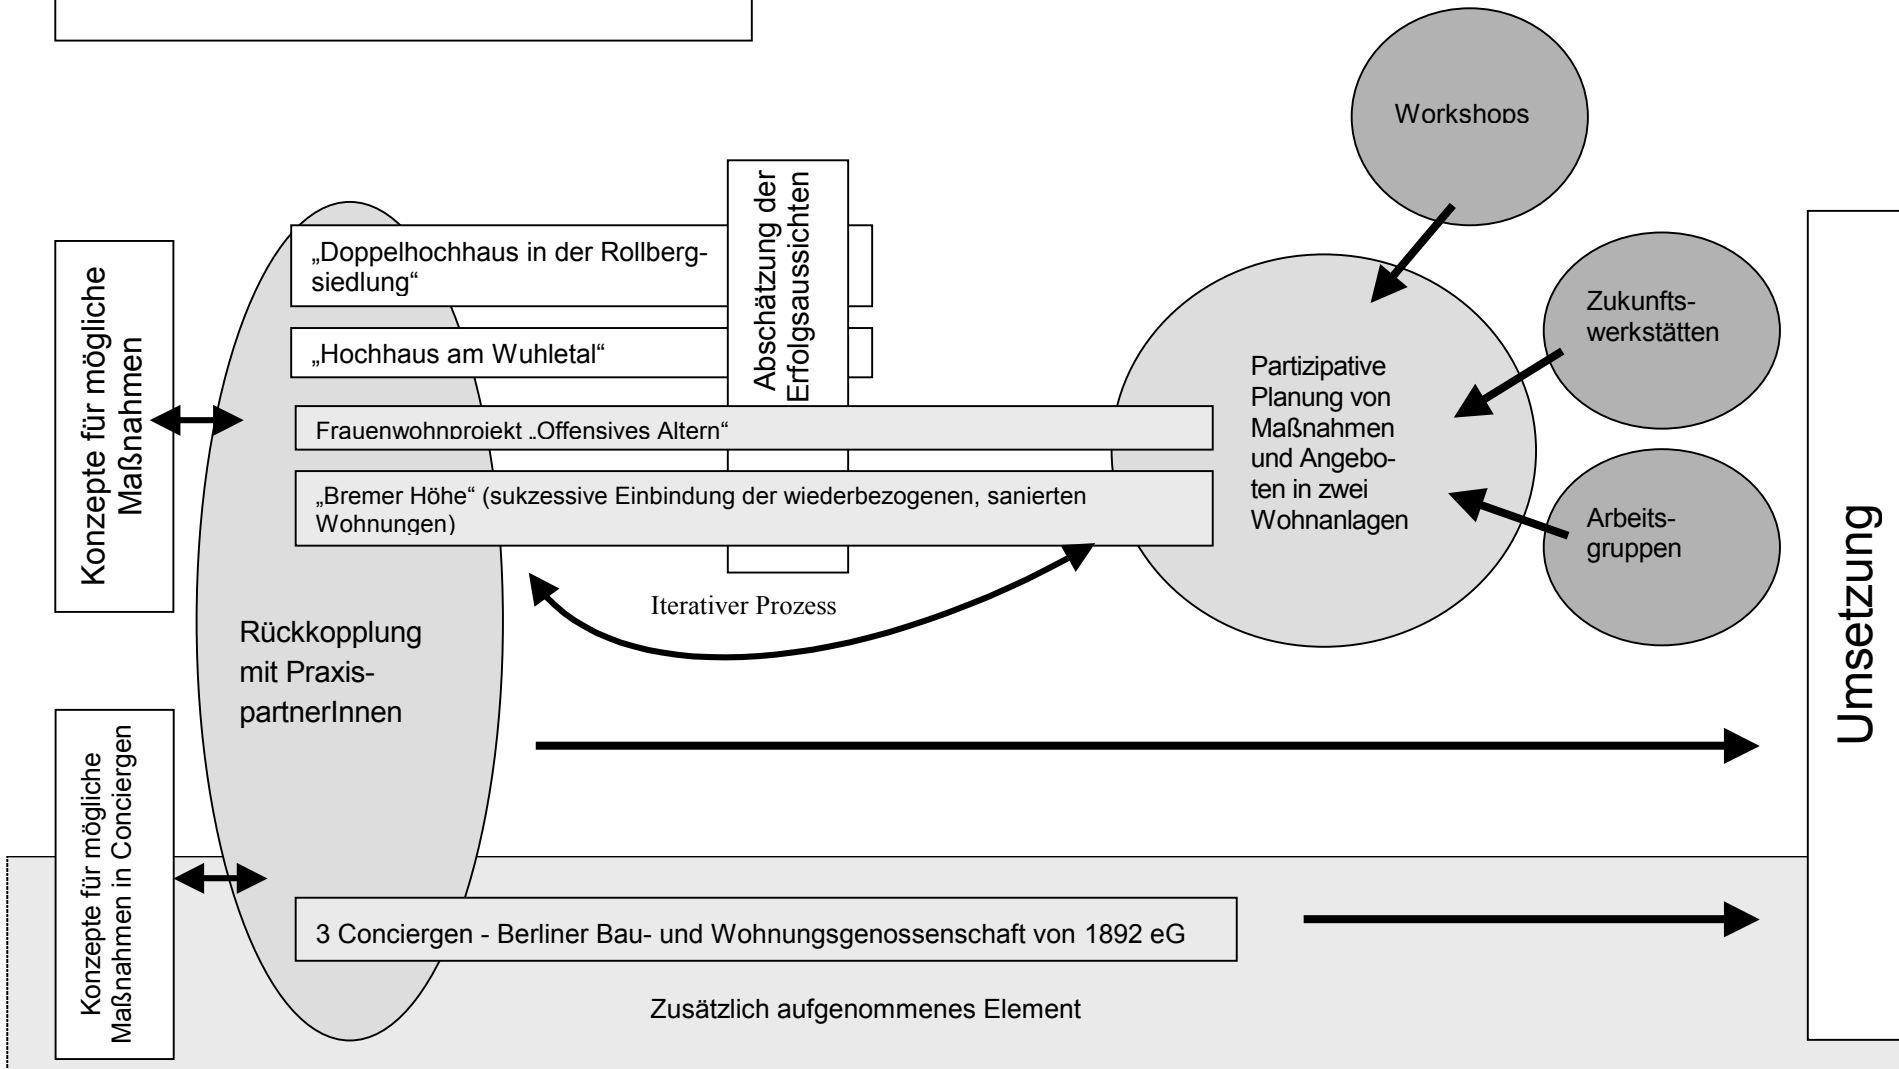 Workshops
Abschätzung der
Erfolgsaussichten
Konzepte für mögliche
Maßnahmen
„Doppelhochhaus in der Rollberg-
siedlung“
„Hochhaus am Wuhletal“
Frauenwohnprojekt „Offensives Altern“
„Bremer Höhe“ (sukzessive Einbindung der wiederbezogenen, sanierten
Wohnungen)
Iterativer Prozess
Rückkopplung
mit Praxis-
partnerInnen
Partizipative
Planung von
Maßnahmen
und Angebo-
ten in zwei
Wohnanlagen
Zukunfts-
werkstätten
Arbeits-
gruppen
Umsetzung
Konzepte für mögliche
Maßnahmen in Conciergen
3 Conciergen - Berliner Bau- und Wohnungsgenossenschaft von 1892 eG
Zusätzlich aufgenommenes Element